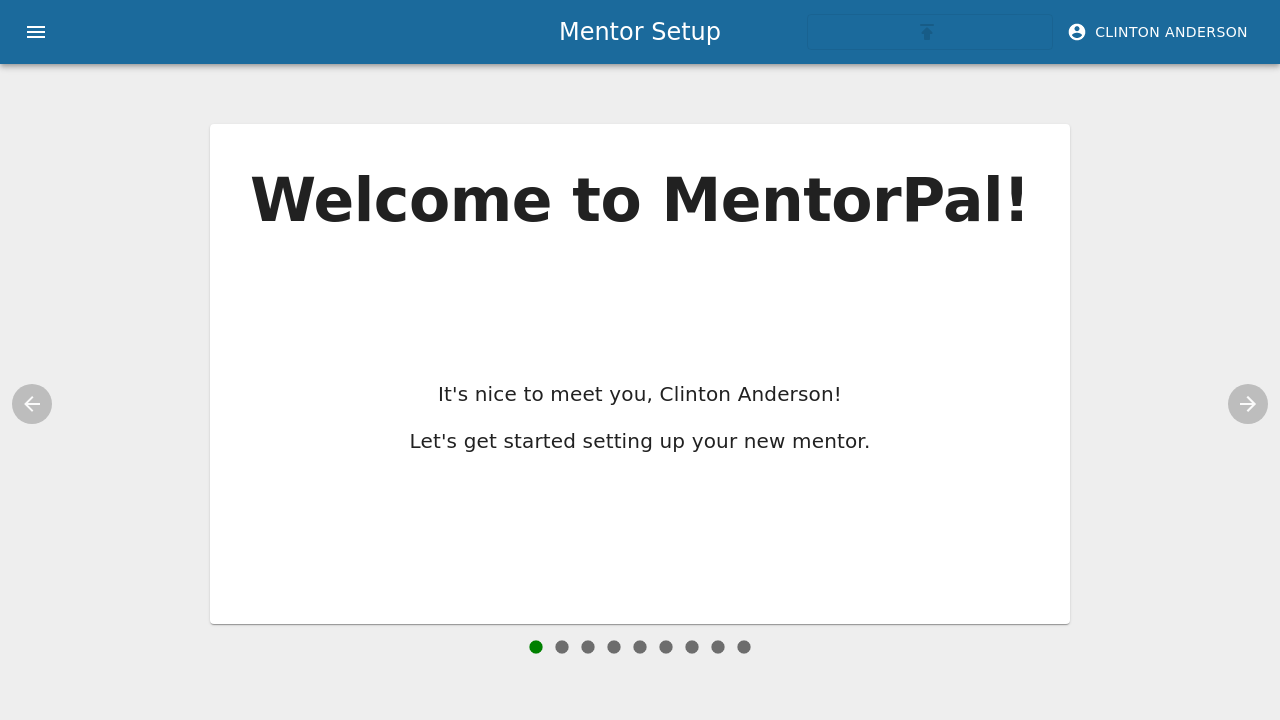 Mentor Setup
CLINTON ANDERSON
Welcome to MentorPal!
It's nice to meet you, Clinton Anderson!
Let's get started setting up your new mentor.